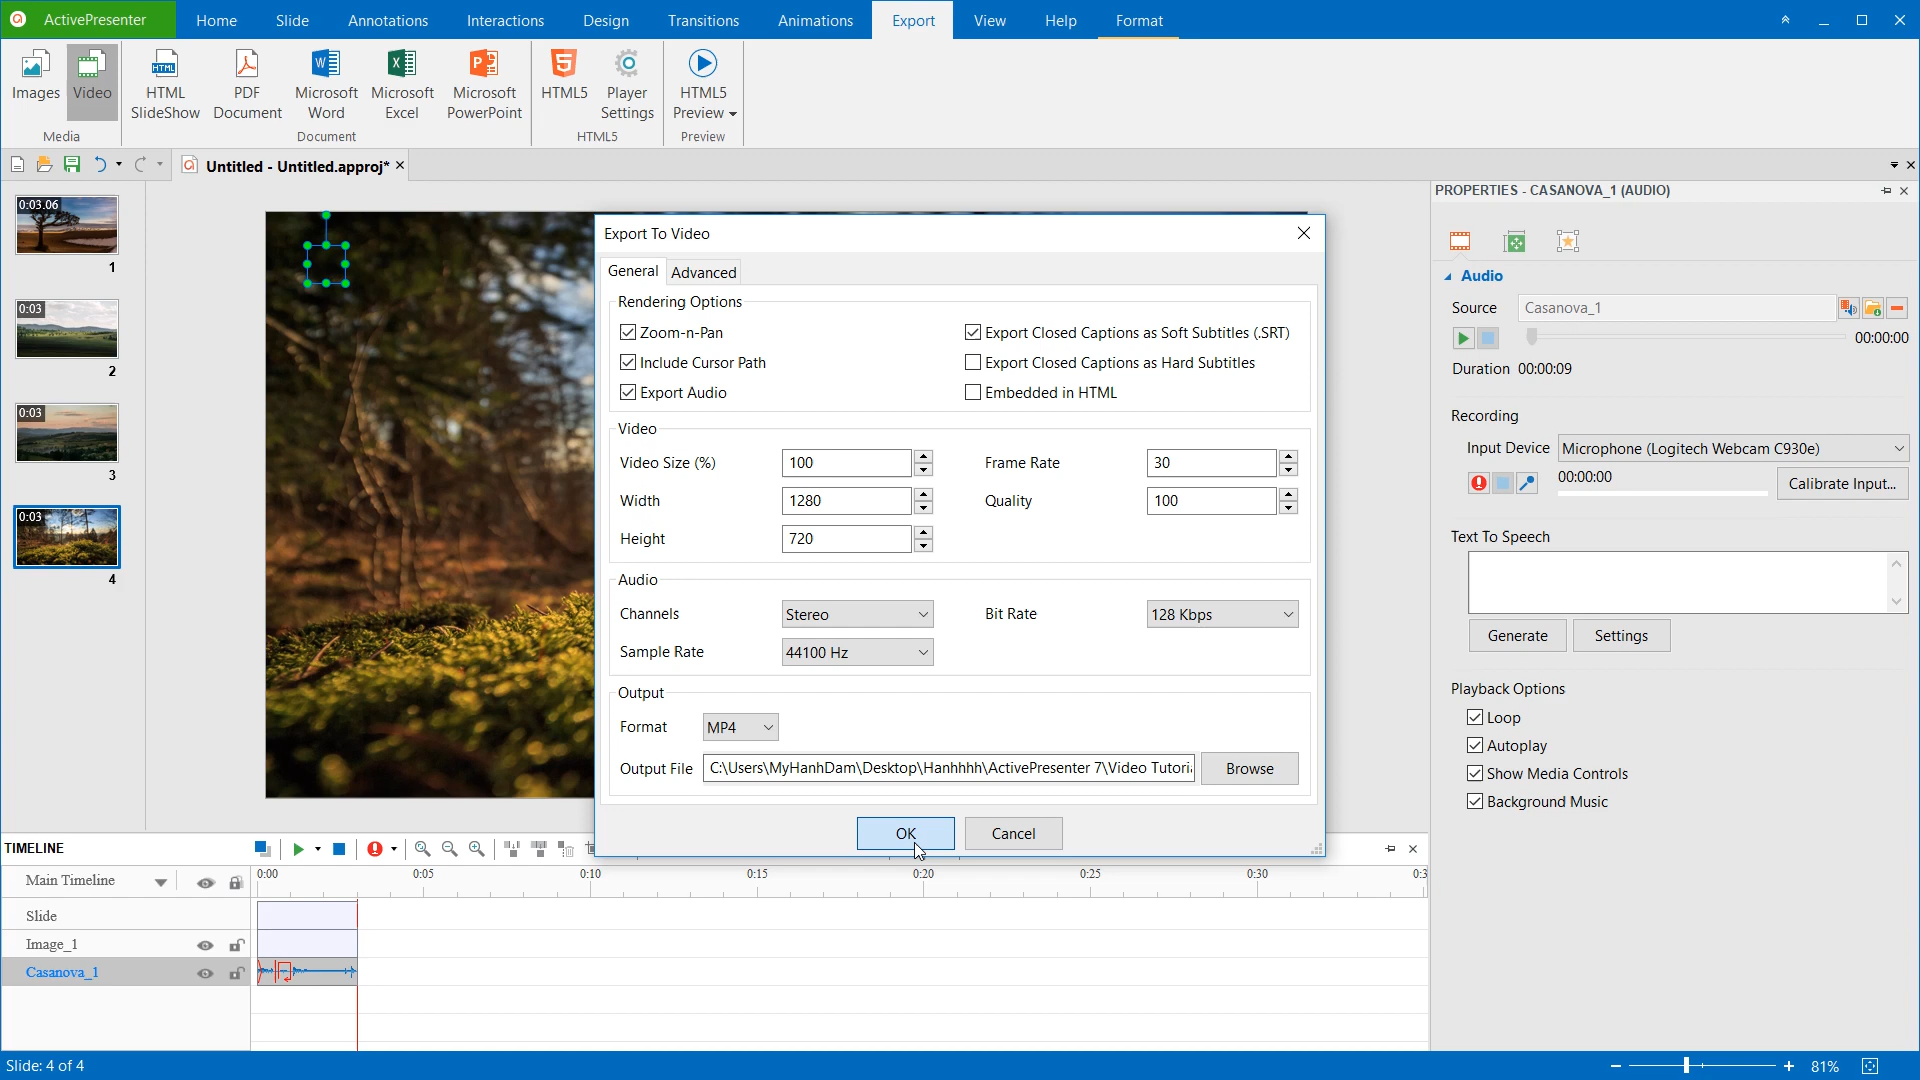 ActivePresenter
Home
Slide
Annotations
Interactions
Design
Transitions
Animations
Export
View
Help
Format
Images
Video
HTML
SlideShow
PDF
Document
Microsoft
Word
Microsoft
Excel
Microsoft
PowerPoint
HTML5
Player
Settings
HTML5
Preview
Media
Document
HTML5
Preview
Untitled - Untitled.approj*
0:03.06
1
0:03
2
0:03
3
0:03
4
Export To Video
General
Advanced
Rendering Options
Zoom-n-Pan
Export Closed Captions as Soft Subtitles (.SRT)
Include Cursor Path
Export Closed Captions as Hard Subtitles
Export Audio
Embedded in HTML
Video
Video Size (%)
100
Frame Rate
30
Width
1280
Quality
100
Height
720
Audio
Channels
Stereo
Bit Rate
128 Kbps
Sample Rate
44100 Hz
Output
Format
MP4
Output File
C:\Users\MyHanhDam\Desktop\Hanhhhh\ActivePresenter 7\Video Tutori
Browse
OK
Cancel
PROPERTIES - CASANOVA_1 (AUDIO)
Audio
Source
Casanova_1
00:00:00
Duration 00:00:09
Recording
Input Device
Microphone (Logitech Webcam C930e)
00:00:00
Calibrate Input...
Text To Speech
Generate
Settings
Playback Options
Loop
Autoplay
Show Media Controls
Background Music
TIMELINE
Main Timeline
0:00
0:05
0:10
0:15
0:20
0:25
0:30
0:3
Slide
Image_1
Casanova_1
Slide: 4 of 4
81%